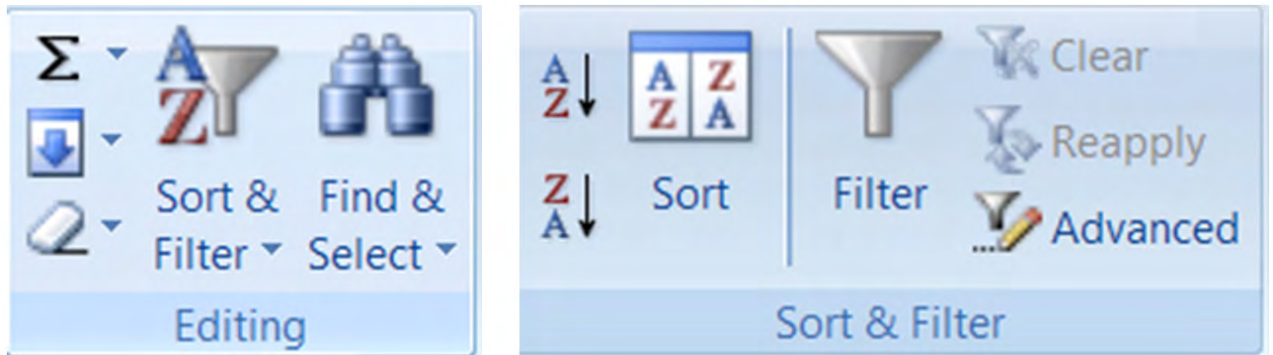 Σ
A
Z
Sort &
Filter
Find &
Select
Editing
A
Z
Z
A
A Z
Z A
Sort
Filter
Clear
Reapply
Advanced
Sort & Filter